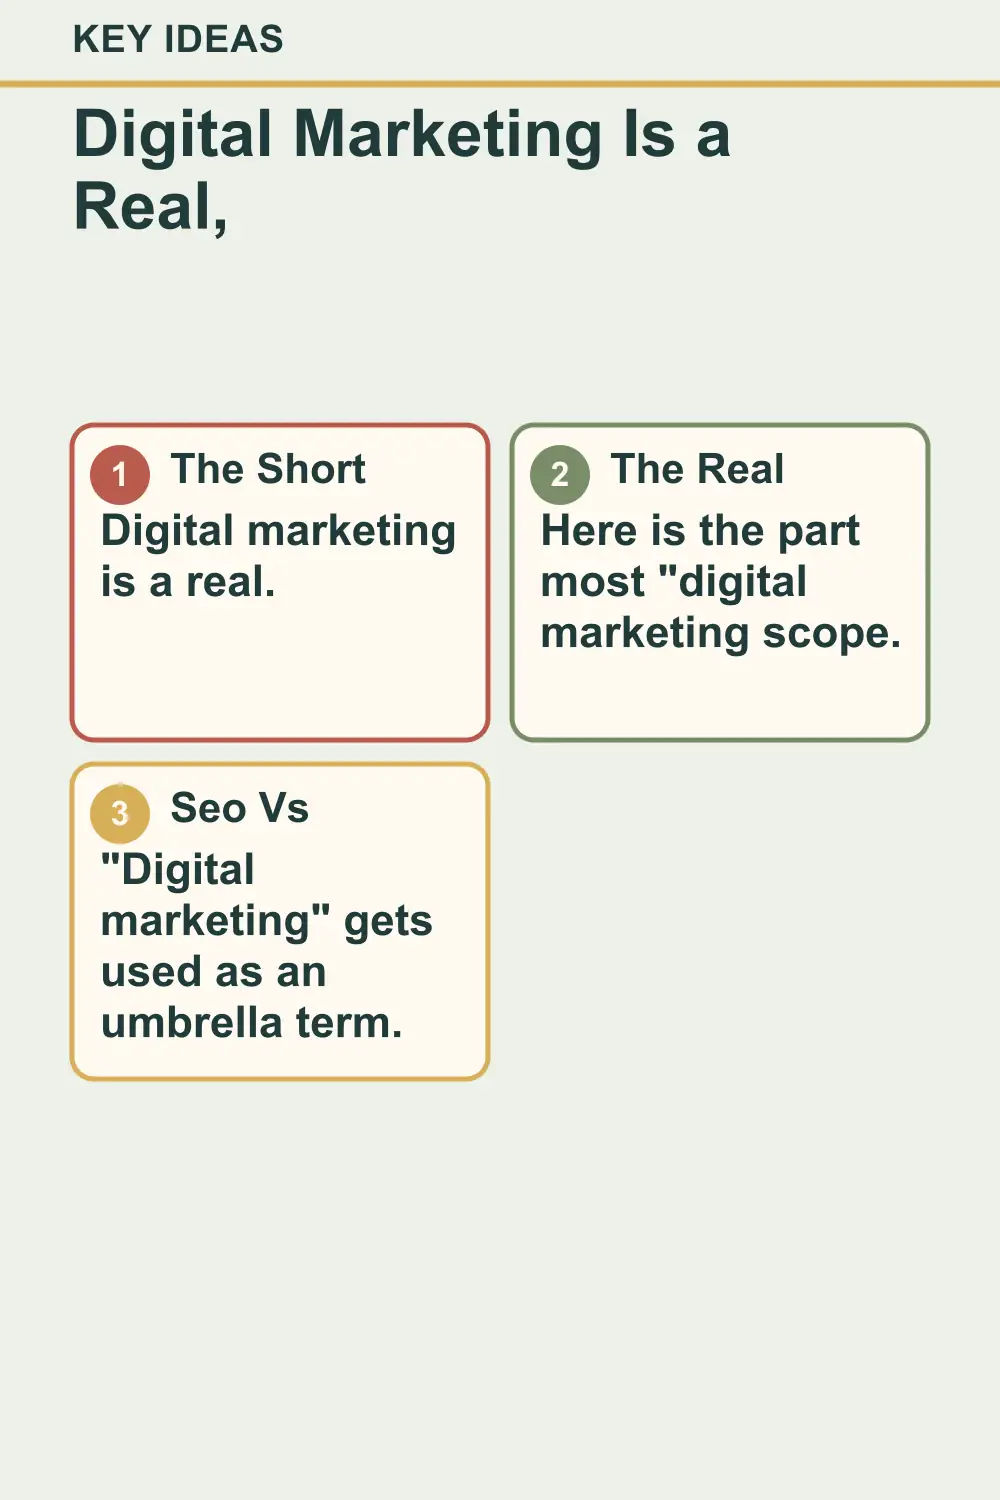 KEY IDEAS
Digital Marketing Is a
Real,
1 The Short
Digital marketing
is a real.
2 The Real
Here is the part
most "digital
marketing scope.
3 Seo Vs
"Digital
marketing" gets
used as an
umbrella term.